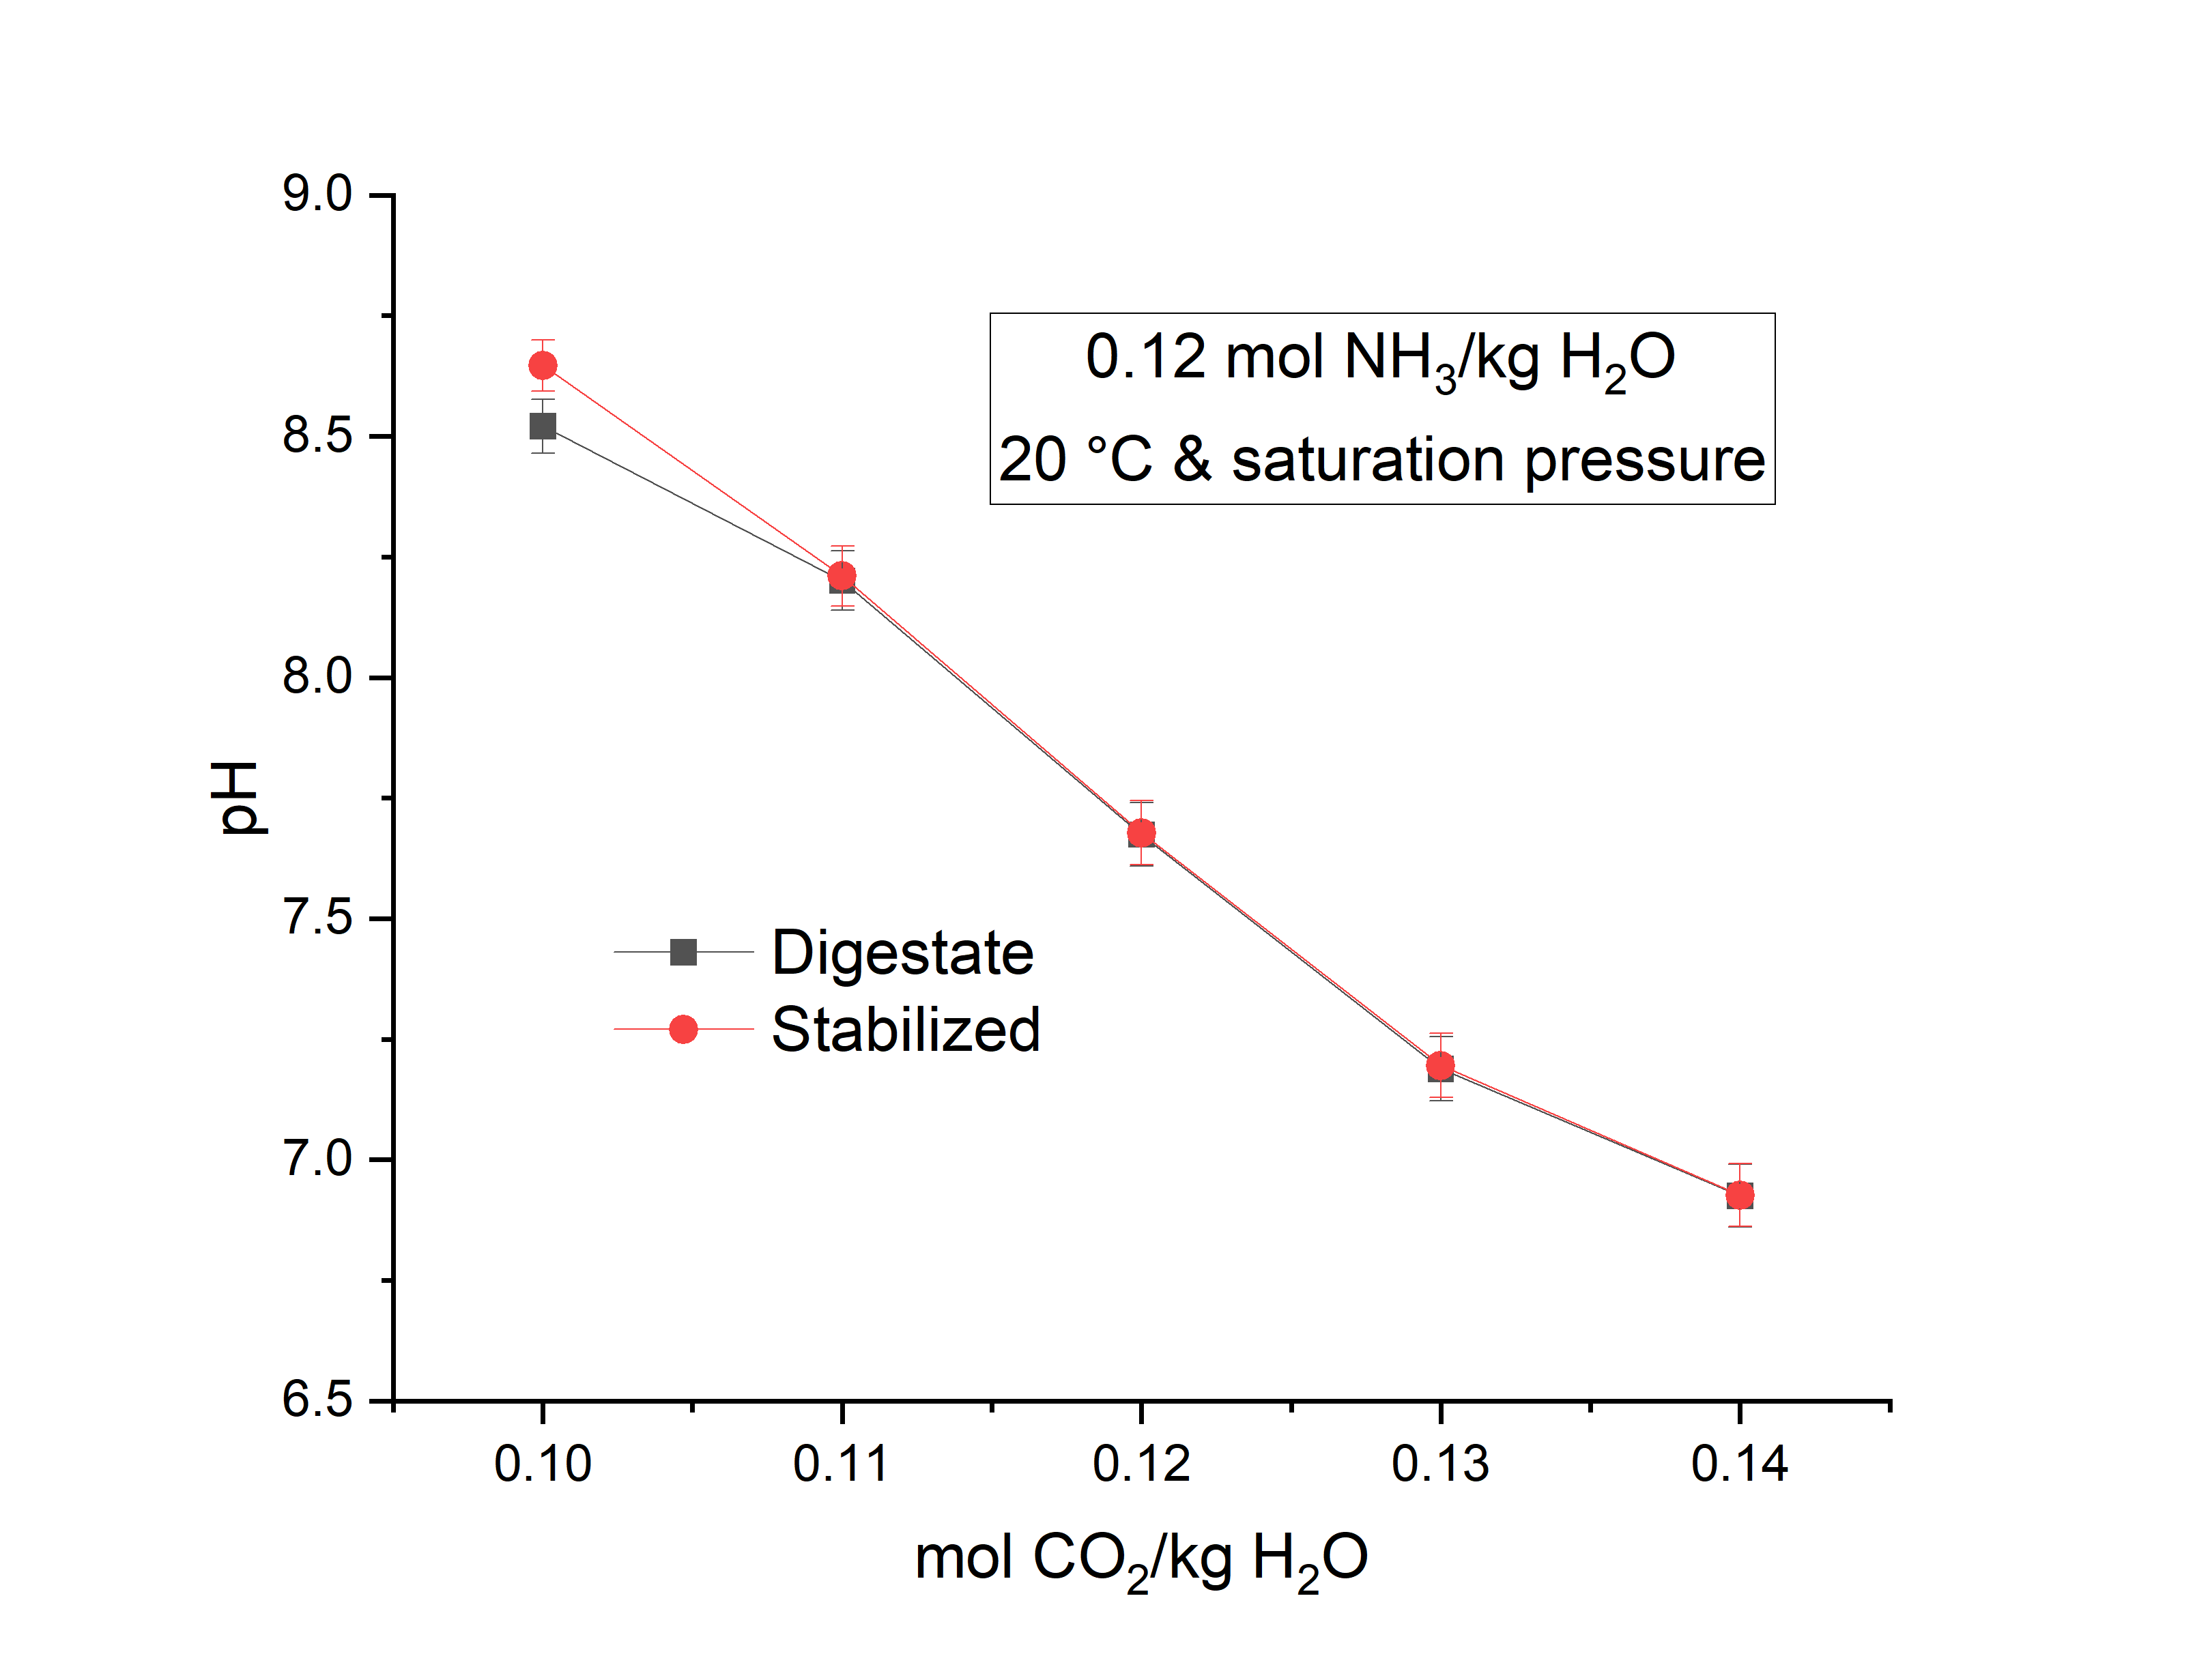 9.0
8.5
8.0
7.5
7.0
6.5
pH
0.12 mol NH₃/kg H₂O
20 °C & saturation pressure
Digestate
Stabilized
0.10 0.11 0.12 0.13 0.14
mol CO₂/kg H₂O